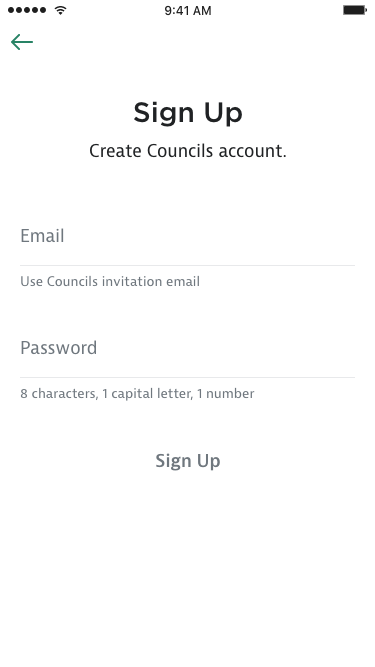 9:41 AM
Sign Up
Create Councils account.
Email
Use Councils invitation email
Password
8 characters, 1 capital letter, 1 number
Sign Up